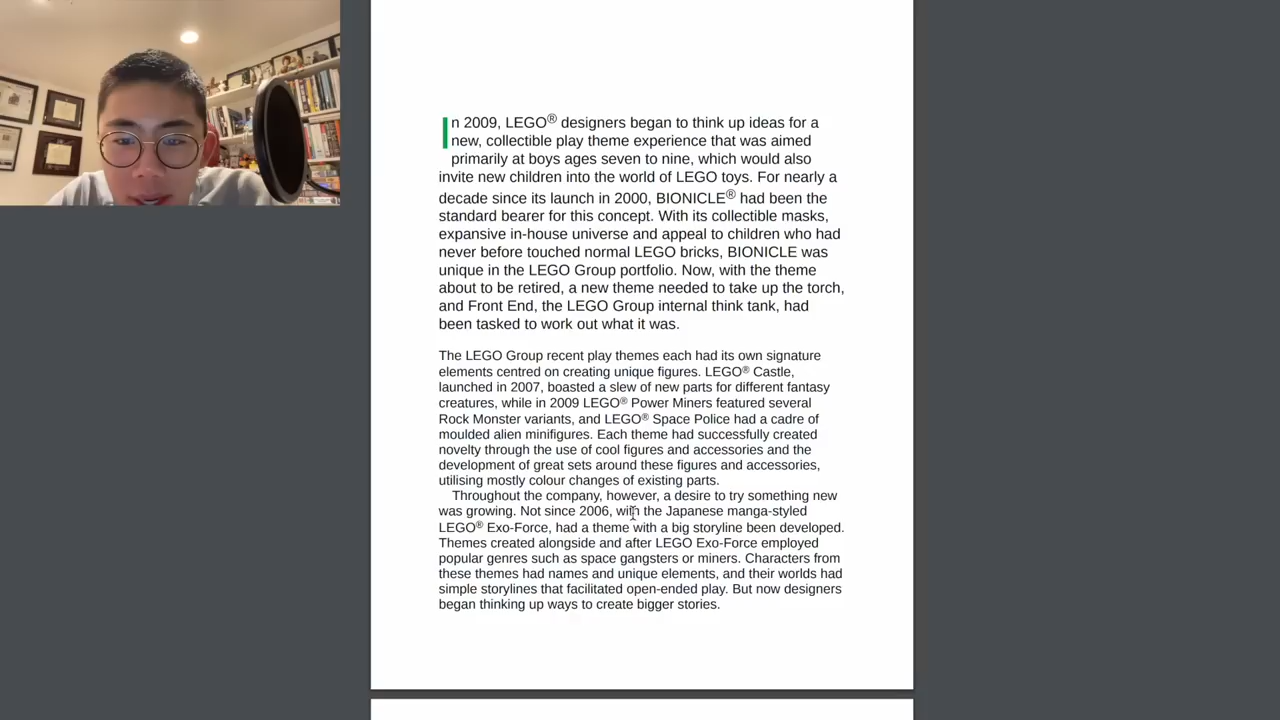 In 2009, LEGO® designers began to think up ideas for a
new, collectible play theme experience that was aimed
primarily at boys ages seven to nine, which would also
invite new children into the world of LEGO toys. For nearly a
decade since its launch in 2000, BIONICLE® had been the
standard bearer for this concept. With its collectible masks,
expansive in-house universe and appeal to children who had
never before touched normal LEGO bricks, BIONICLE was
unique in the LEGO Group portfolio. Now, with the theme
about to be retired, a new theme needed to take up the torch,
and Front End, the LEGO Group internal think tank, had
been tasked to work out what it was.
The LEGO Group recent play themes each had its own signature
elements centred on creating unique figures. LEGO® Castle,
launched in 2007, boasted a slew of new parts for different fantasy
creatures, while in 2009 LEGO® Power Miners featured several
Rock Monster variants, and LEGO® Space Police had a cadre of
moulded alien minifigures. Each theme had successfully created
novelty through the use of cool figures and accessories and the
development of great sets around these figures and accessories,
utilising mostly colour changes of existing parts.
Throughout the company, however, a desire to try something new
was growing. Not since 2006, with the Japanese manga-styled
LEGO® Exo-Force, had a theme with a big storyline been developed.
Themes created alongside and after LEGO Exo-Force employed
popular genres such as space gangsters or miners. Characters from
these themes had names and unique elements, and their worlds had
simple storylines that facilitated open-ended play. But now designers
began thinking up ways to create bigger stories.